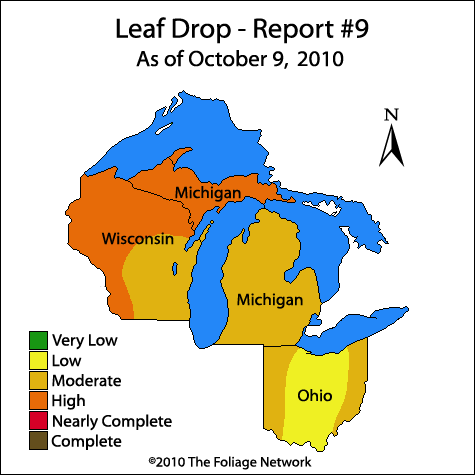 Leaf Drop - Report #9
As of October 9, 2010
N
Michigan
Wisconsin
Michigan
Ohio
Very Low
Low
Moderate
High
Nearly Complete
Complete
©2010 The Foliage Network